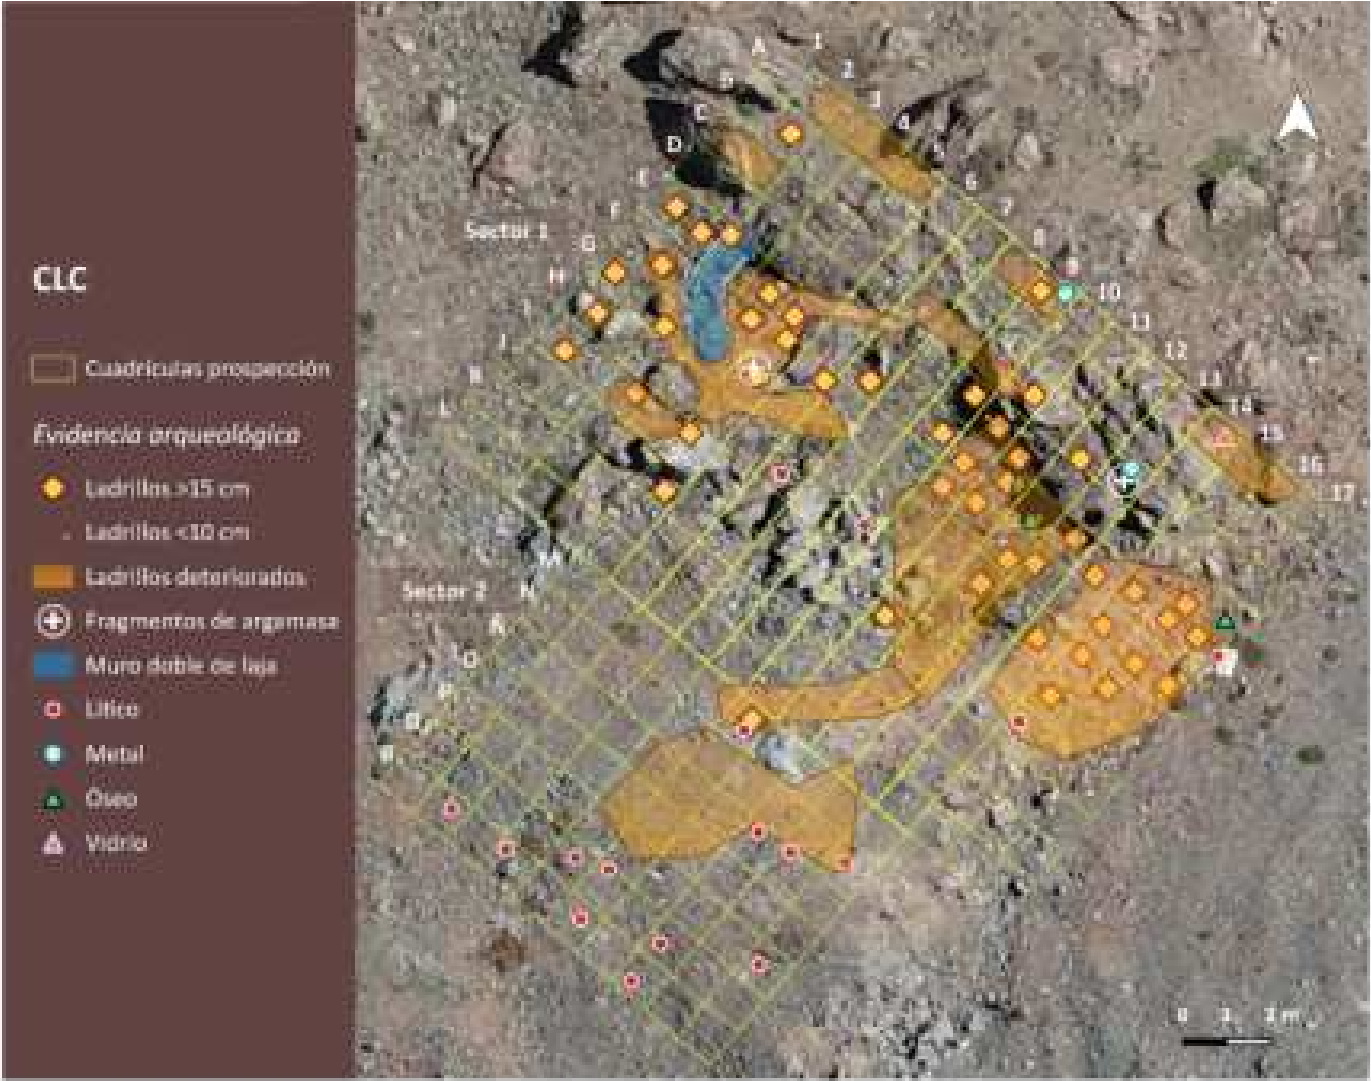 CLC
Cuadrículas prospección
Evidencia arqueológica
Ladrillos >15 cm
Ladrillos <10 cm
Ladrillos deteriorados
Fragmentos de argamasa
Muro doble de laja
Lítico
Metal
Óseo
Vidrio
A
1
2
3
C
4
D
5
E
6
F
7
Sector 1
G
8
H
9
10
11
12
13
14
L
15
16
17
M
Sector 2
N
0 1 2 m